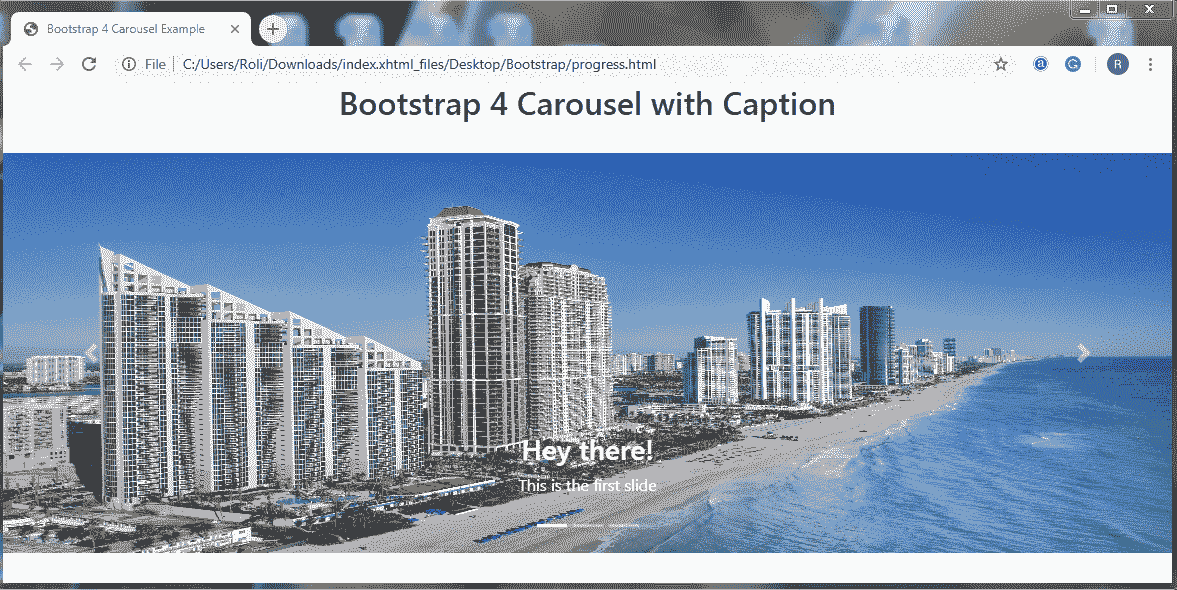 Bootstrap 4 Carousel Example
File
C:/Users/Roli/Downloads/index.xhtml_files/Desktop/Bootstrap/progress.html
a
G
R
Bootstrap 4 Carousel with Caption
Hey there!
This is the first slide